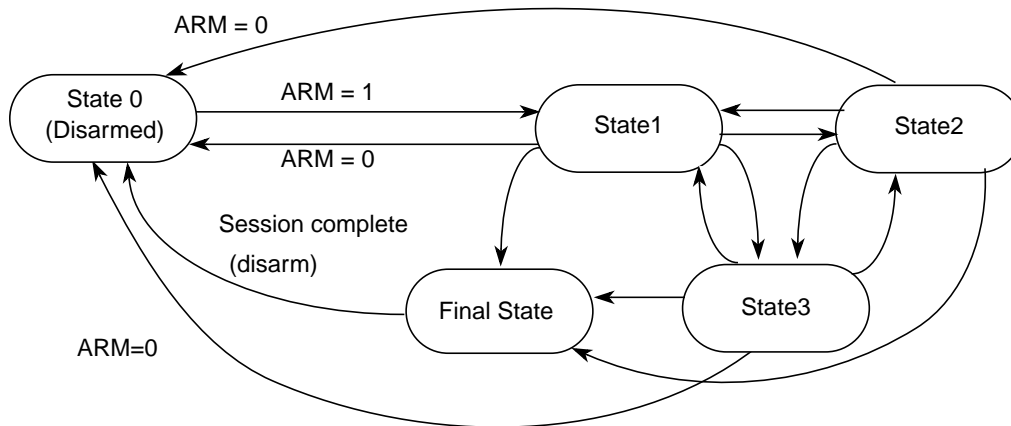 ARM = 0
State 0
(Disarmed)
ARM = 1
ARM = 0
State1
State2
Session complete
(disarm)
Final State
State3
ARM=0